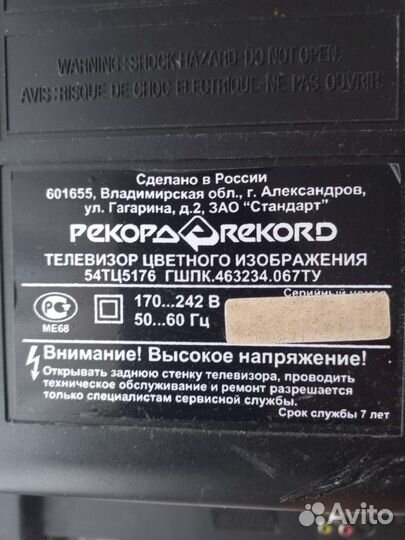 WARNING:SHOCK HAZARD-DO NOT OPEN.
AVIS:RISQUE DE CHOC ELECTRIQUE-NE PAS OUVRIR.
Сделано в России
601655, Владимирская обл., г. Александров,
ул. Гагарина, д.2, ЗАО “Стандарт”
РЕКОРД REKORD
ТЕЛЕВИЗОР ЦВЕТНОГО ИЗОБРАЖЕНИЯ
54ТЦ5176 ГШПК.463234.067ТУ
Серийный номер
РСТ
МЕ68
170...242 В
50...60 Гц
Внимание! Высокое напряжение!
Открывать заднюю стенку телевизора, проводить
техническое обслуживание и ремонт разрешается
только специалистам сервисной службы.
Срок службы 7 лет
Avito